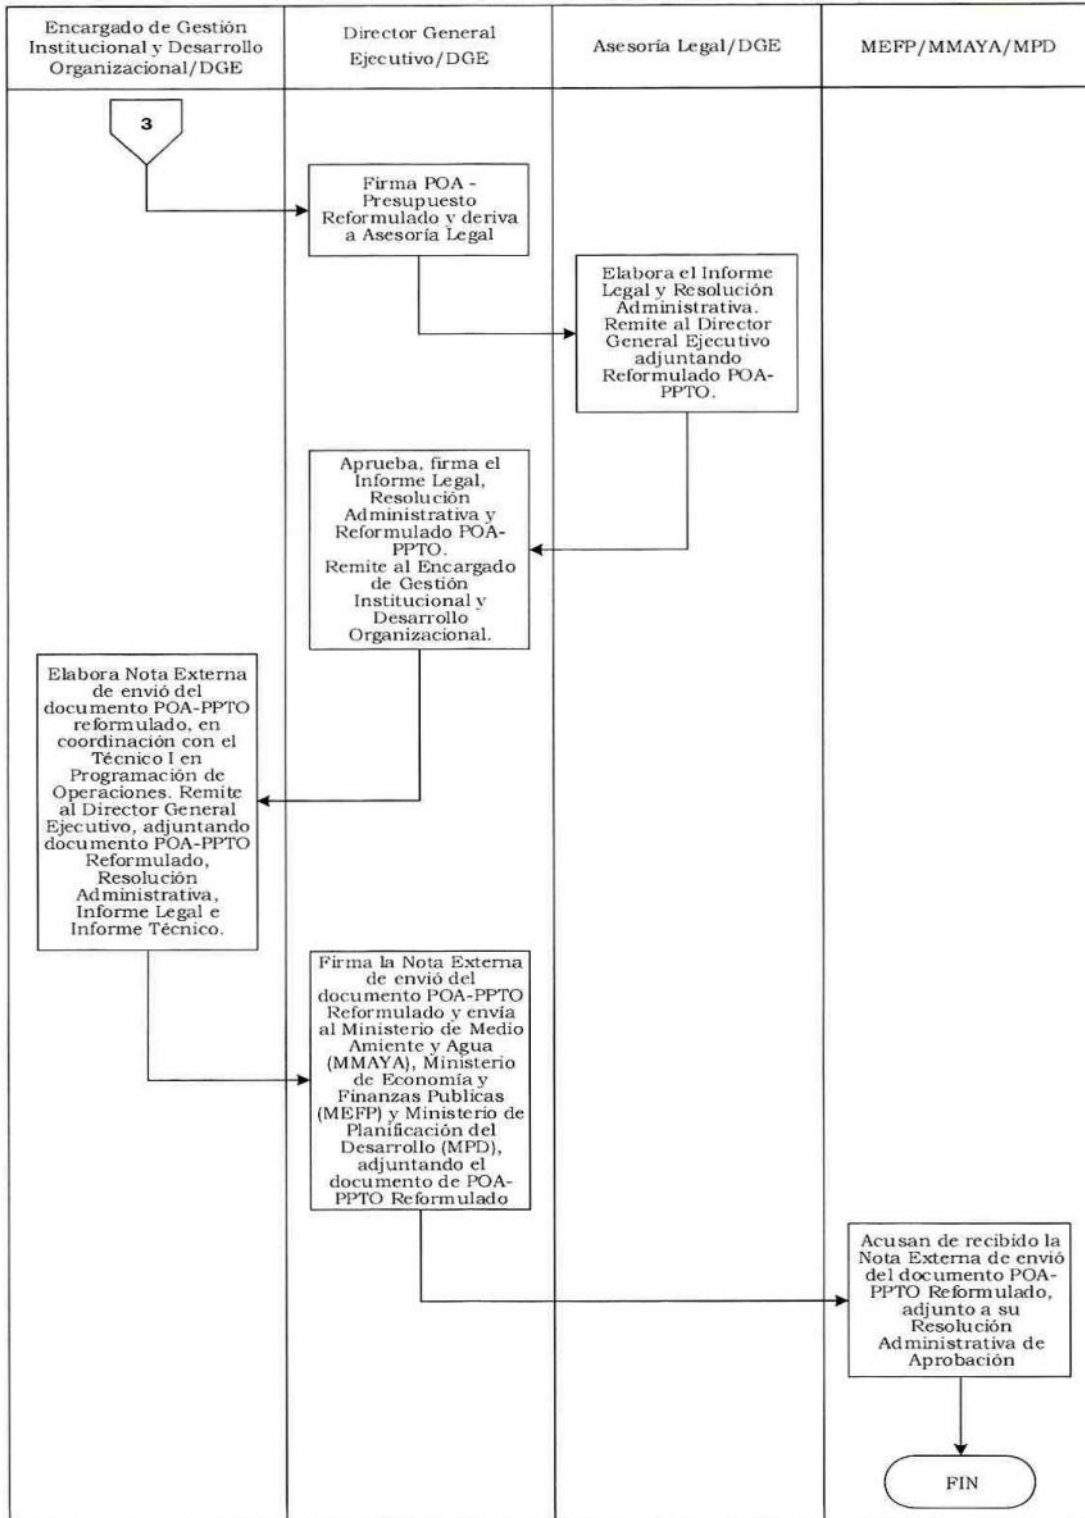 Encargado de Gestión
Institucional y Desarrollo
Organizacional/DGE
Director General
Ejecutivo/DGE
Asesoría Legal/DGE
MEFP/MMAYA/MPD
3
Firma POA -
Presupuesto
Reformulado y deriva
a Asesoría Legal
Elabora el Informe
Legal y Resolución
Administrativa.
Remite al Director
General Ejecutivo
adjuntando
Reformulado POA-
PPTO.
Aprueba, firma el
Informe Legal,
Resolución
Administrativa y
Reformulado POA-
PPTO.
Remite al Encargado
de Gestión
Institucional y
Desarrollo
Organizacional.
Elabora Nota Externa
de envió del
documento POA-PPTO
reformulado, en
coordinación con el
Técnico I en
Programación de
Operaciones. Remite
al Director General
Ejecutivo, adjuntando
documento POA-PPTO
Reformulado,
Resolución
Administrativa,
Informe Legal e
Informe Técnico.
Firma la Nota Externa
de envió del
documento POA-PPTO
Reformulado y envía
al Ministerio de Medio
Amiente y Agua
(MMAYA), Ministerio
de Economía y
Finanzas Publicas
(MEFP) y Ministerio de
Planificación del
Desarrollo (MPD),
adjuntando el
documento de POA-
PPTO Reformulado
Acusan de recibido la
Nota Externa de envió
del documento POA-
PPTO Reformulado,
adjunto a su
Resolución
Administrativa de
Aprobación
FIN